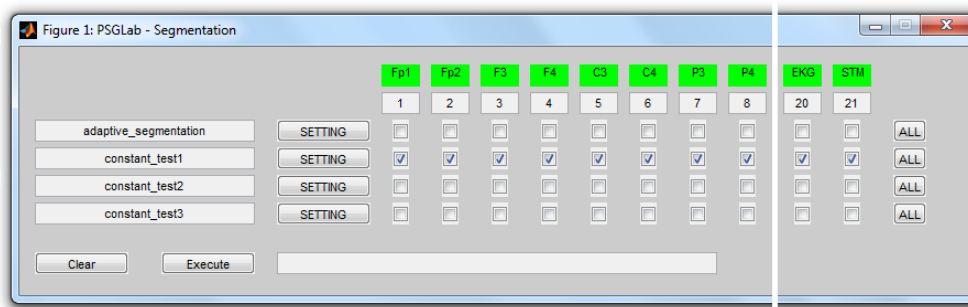 Figure 1: PSGLab - Segmentation
Fp1 Fp2 F3 F4 C3 C4 P3 P4 EKG STM
1 2 3 4 5 6 7 8 20 21
adaptive_segmentation SETTING ALL
constant_test1 SETTING ALL
constant_test2 SETTING ALL
constant_test3 SETTING ALL
Clear Execute